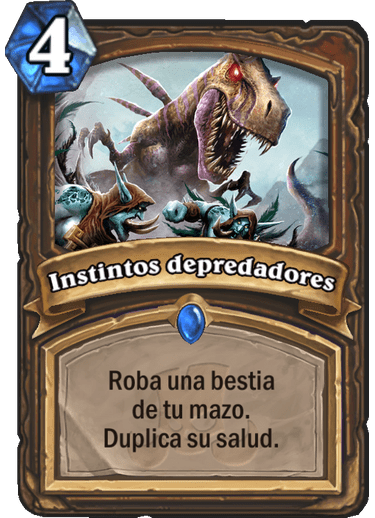 4
Instintos depredadores
Roba una bestia
de tu mazo.
Duplica su salud.